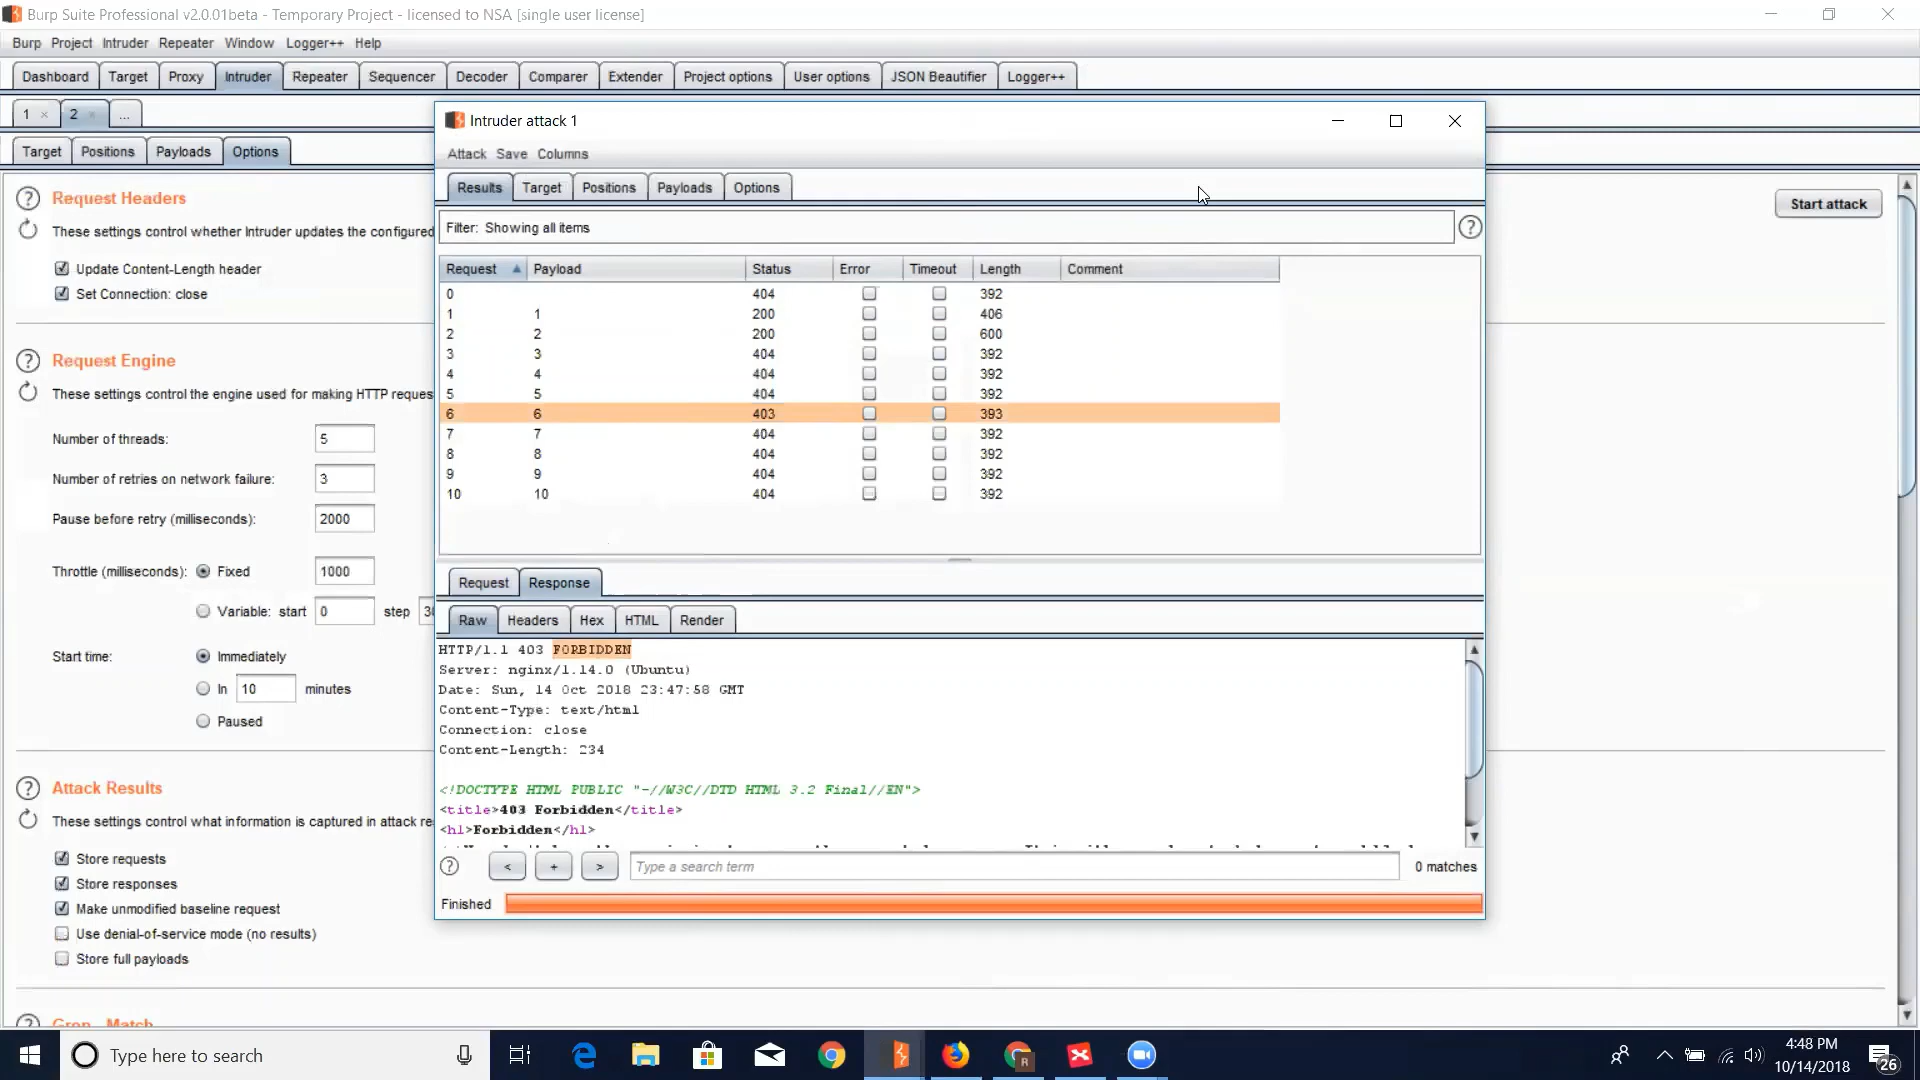 Burp Suite Professional v2.0.01beta - Temporary Project - licensed to NSA [single user license]
Burp Project Intruder Repeater Window Logger++ Help
Dashboard Target Proxy Intruder Repeater Sequencer Decoder Comparer Extender Project options User options JSON Beautifier Logger++
1 × 2 × ...
Target Positions Payloads Options
Request Headers
These settings control whether Intruder updates the configured
Update Content-Length header
Set Connection: close
Start attack
Request Engine
These settings control the engine used for making HTTP reques
Number of threads: 5
Number of retries on network failure: 3
Pause before retry (milliseconds): 2000
Throttle (milliseconds): Fixed 1000
Variable: start 0 step
Start time: Immediately
In 10 minutes
Paused
Attack Results
These settings control what information is captured in attack re
Store requests
Store responses
Make unmodified baseline request
Use denial-of-service mode (no results)
Store full payloads
Grep - Match
Intruder attack 1
Attack Save Columns
Results Target Positions Payloads Options
Filter: Showing all items
Request Payload Status Error Timeout Length Comment
0 404 392
1 1 200 406
2 2 200 600
3 3 404 392
4 4 404 392
5 5 404 392
6 6 403 393
7 7 404 392
8 8 404 392
9 9 404 392
10 10 404 392
Request Response
Raw Headers Hex HTML Render
HTTP/1.1 403 FORBIDDEN
Server: nginx/1.14.0 (Ubuntu)
Date: Sun, 14 Oct 2018 23:47:58 GMT
Content-Type: text/html
Connection: close
Content-Length: 234
<!DOCTYPE HTML PUBLIC "-//W3C//DTD HTML 3.2 Final//EN">
<title>403 Forbidden</title>
<h1>Forbidden</h1>
? < + > Type a search term 0 matches
Finished
Type here to search
4:48 PM
10/14/2018
26